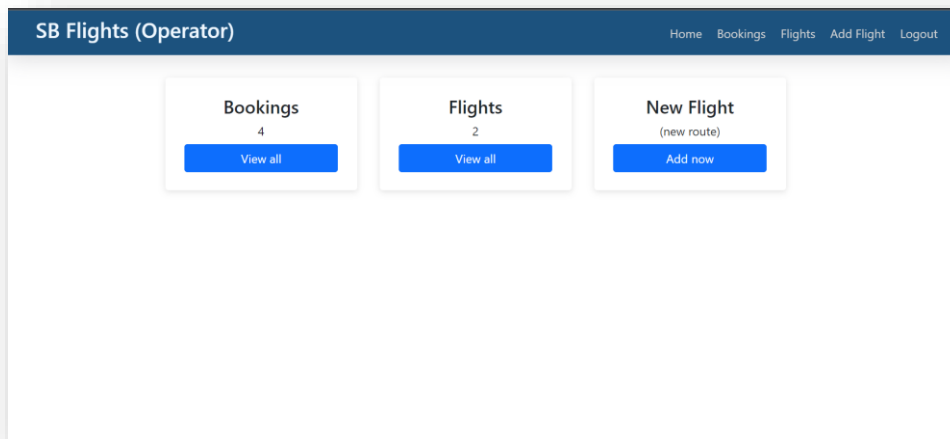 SB Flights (Operator)
Home Bookings Flights Add Flight Logout
Bookings
4
View all
Flights
2
View all
New Flight
(new route)
Add now